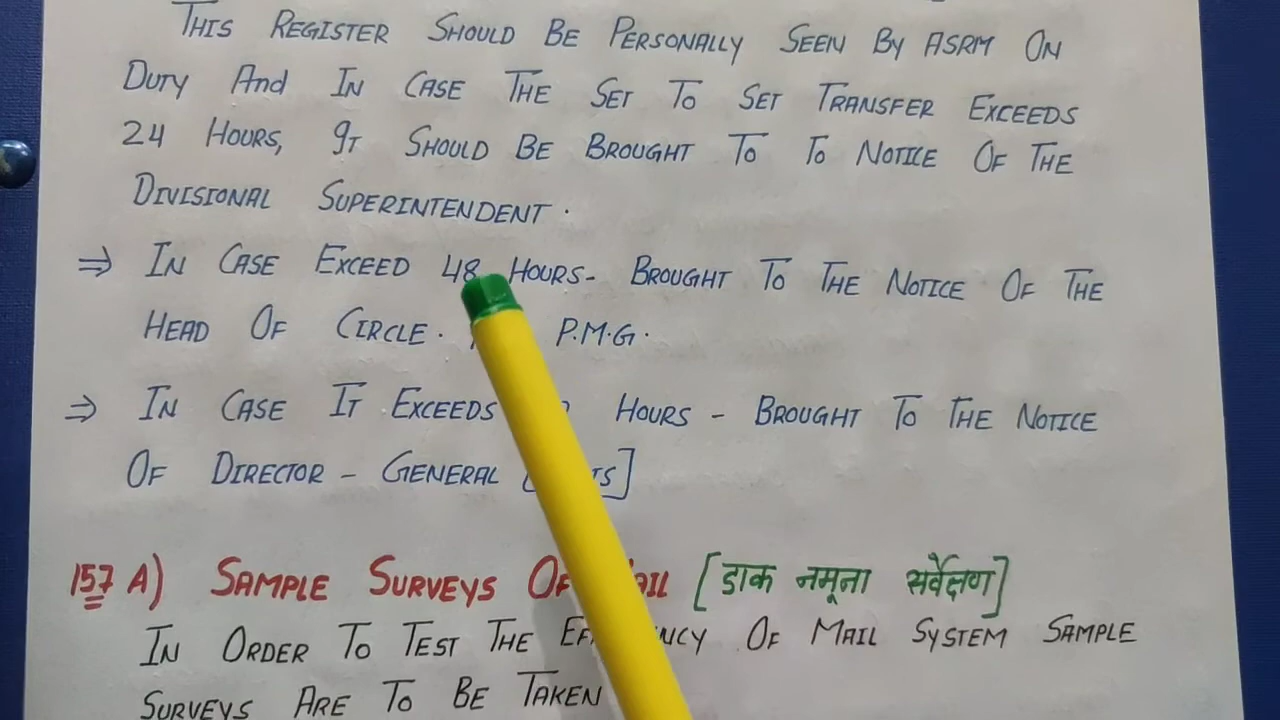 THIS REGISTER SHOULD BE PERSONALLY SEEN BY ASRM ON
DUTY AND IN CASE THE SET TO SET TRANSFER EXCEEDS
24 HOURS, IT SHOULD BE BROUGHT TO TO NOTICE OF THE
DIVISIONAL SUPERINTENDENT.
⇒ IN CASE EXCEED 48 HOURS- BROUGHT TO THE NOTICE OF THE
HEAD OF CIRCLE. P.M.G.
⇒ IN CASE IT EXCEEDS HOURS - BROUGHT TO THE NOTICE
OF DIRECTOR - GENERAL
157 A) SAMPLE SURVEYS OF MAIL [डाक नमूना सर्वेक्षण]
IN ORDER TO TEST THE EFFICIENCY OF MAIL SYSTEM SAMPLE
SURVEYS ARE TO BE TAKEN